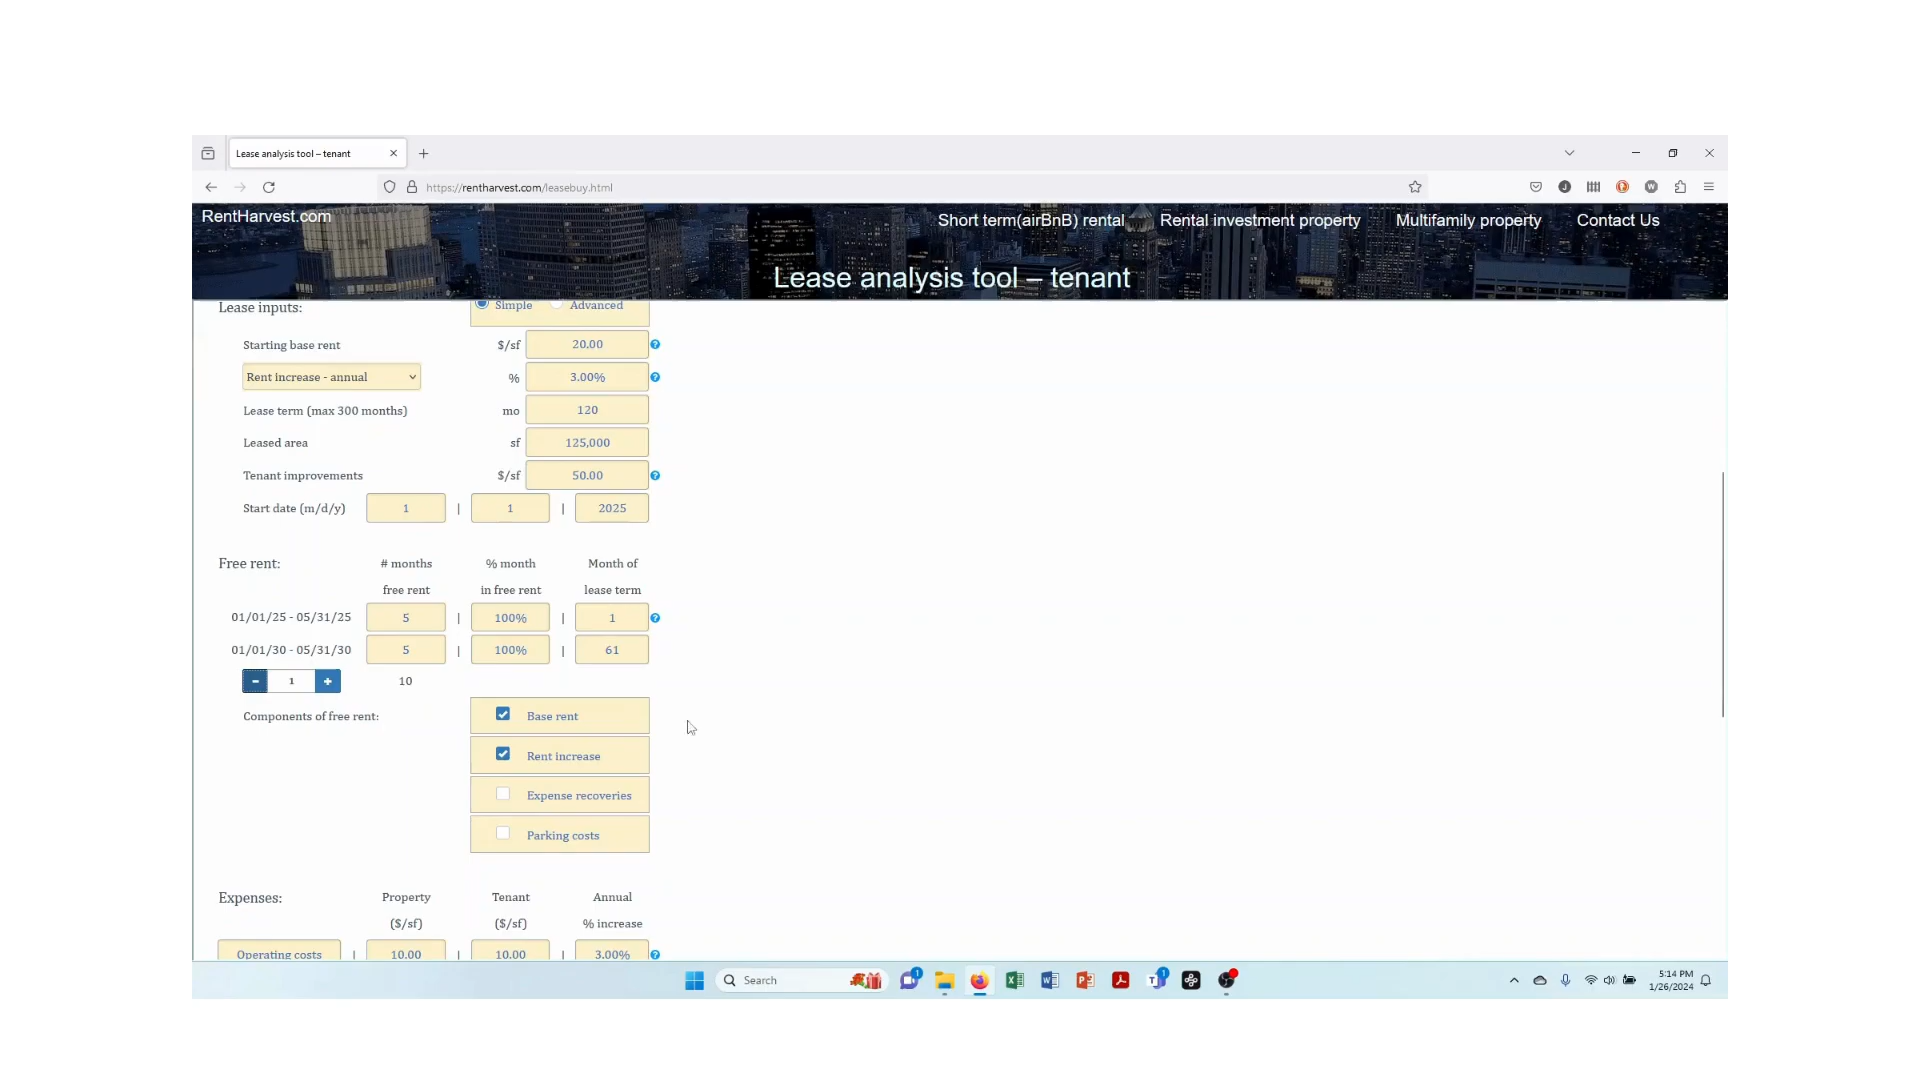 Lease analysis tool – tenant
https://rentharvest.com/leasebuy.html
RentHarvest.com
Short term(airBnB) rental Rental investment property Multifamily property Contact Us
Lease analysis tool – tenant
Lease inputs: Simple Advanced
Starting base rent $/sf 20.00
Rent increase - annual % 3.00%
Lease term (max 300 months) mo 120
Leased area sf 125,000
Tenant improvements $/sf 50.00
Start date (m/d/y) 1 | 1 | 2025
Free rent: # months % month Month of
free rent in free rent lease term
01/01/25 - 05/31/25 5 | 100% | 1
01/01/30 - 05/31/30 5 | 100% | 61
- 1 + 10
Components of free rent: Base rent
Rent increase
Expense recoveries
Parking costs
Expenses: Property Tenant Annual
($/sf) ($/sf) % increase
Operating costs | 10.00 | 10.00 | 3.00%
Search
5:14 PM
1/26/2024